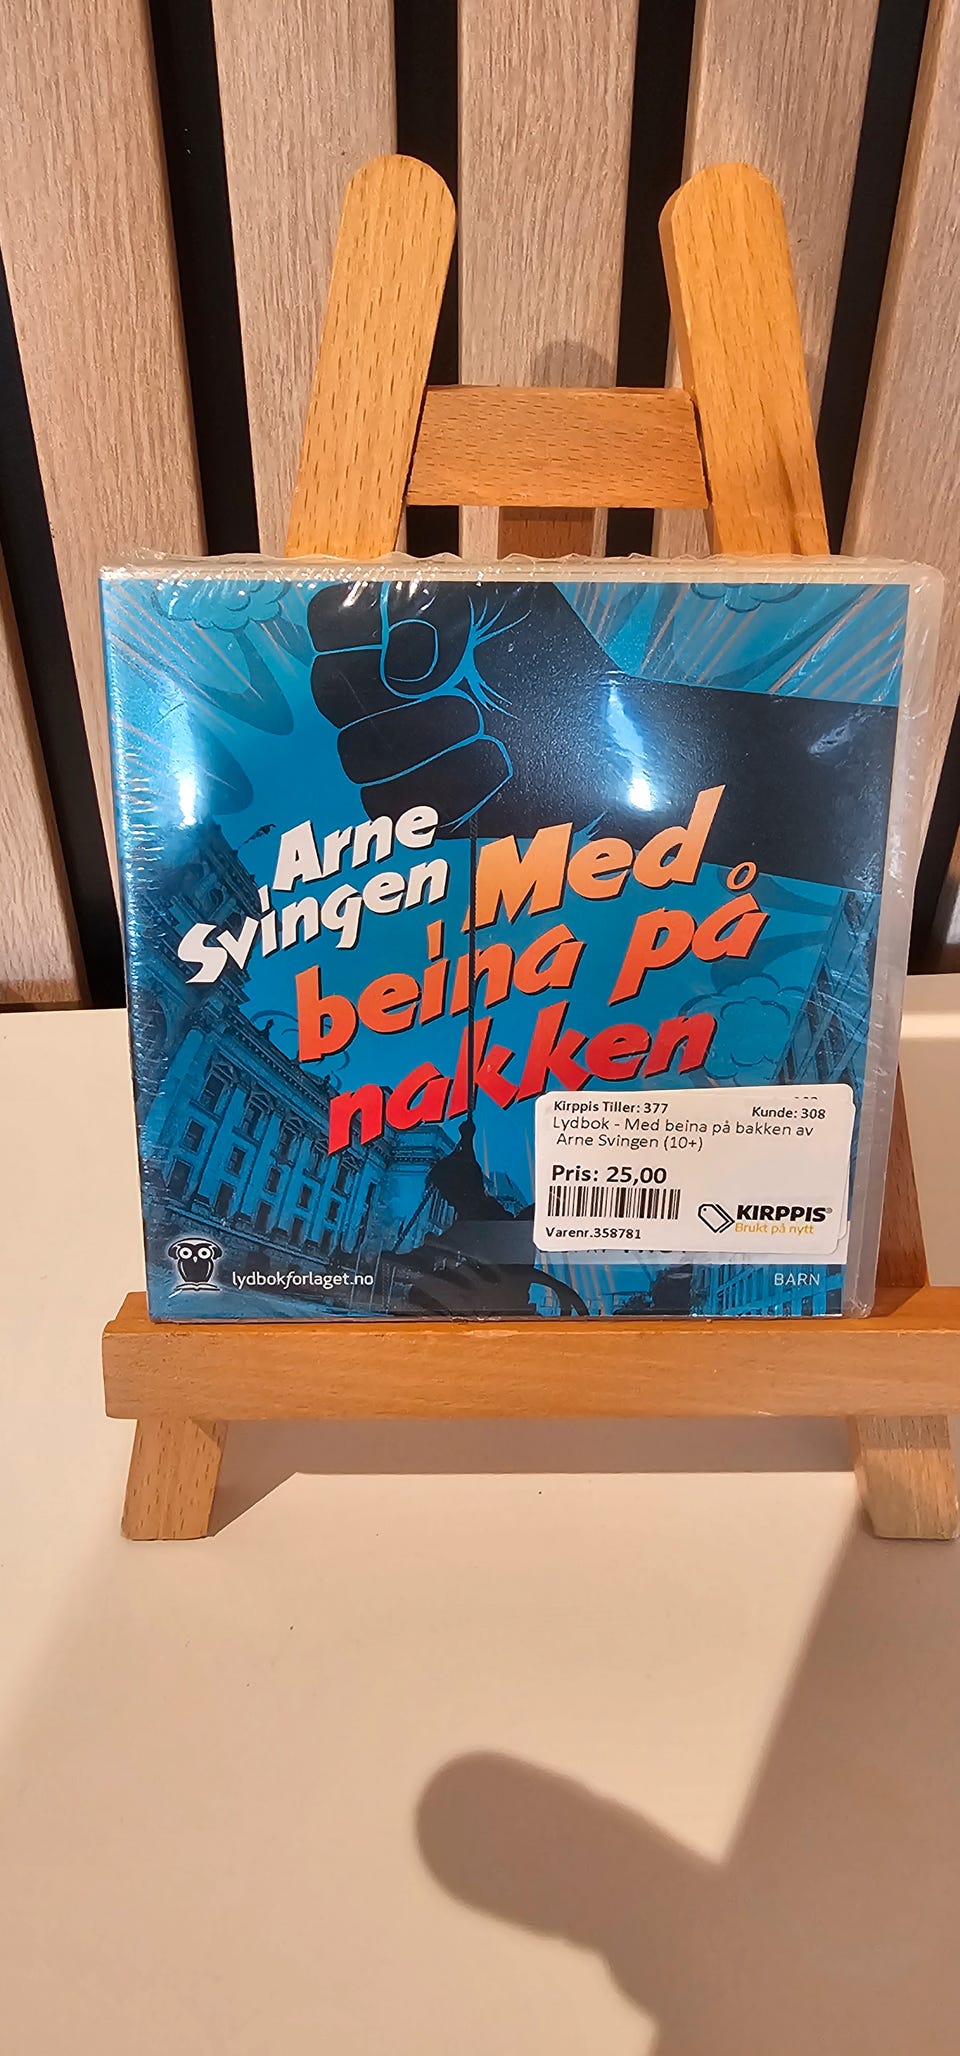 Arne
Svingen
Med
beina på
nakken
Kirppis Tiller: 377 Kunde: 308
Lydbok - Med beina på bakken av
Arne Svingen (10+)
Pris: 25,00
KIRPPIS®
Brukt på nytt
Varenr.358781
lydbokforlaget.no
BARN